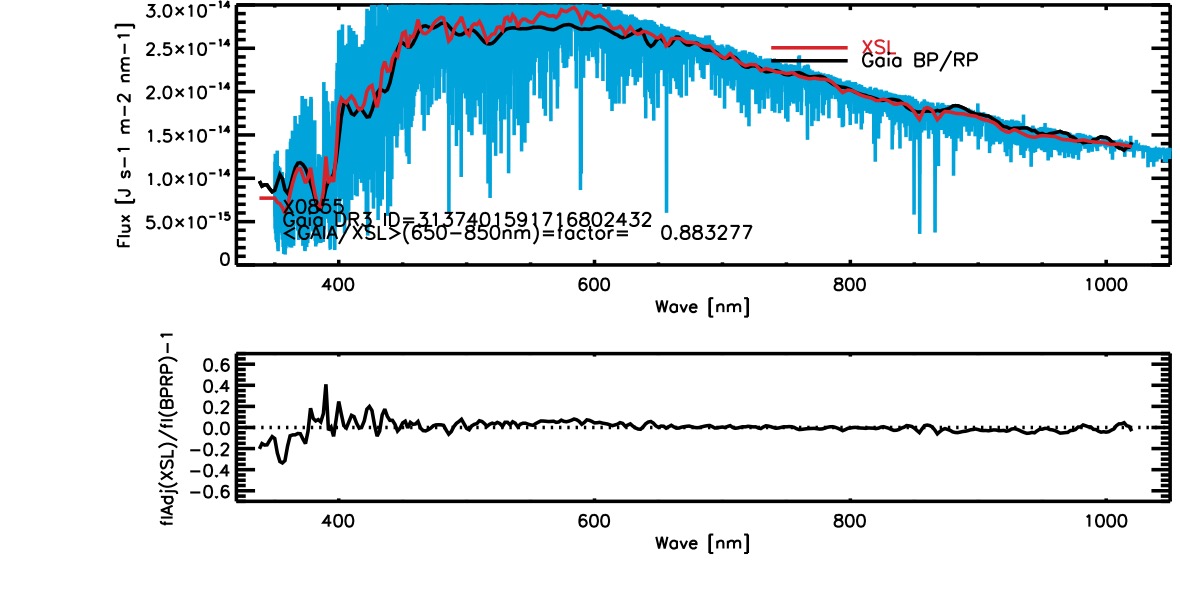 3.0×10−14
2.5×10−14
2.0×10−14
1.5×10−14
1.0×10−14
5.0×10−15
0
Flux [J s−1 m−2 nm−1]
XSL
Gaia BP/RP
X0855
Gaia DR3 ID=3137401591716802432
<GAIA/XSL>(650−850nm)=factor= 0.883277
400 600 800 1000
Wave [nm]
0.6
0.4
0.2
0.0
−0.2
−0.4
−0.6
flAdj(XSL)/fl(BPRP)−1
400 600 800 1000
Wave [nm]